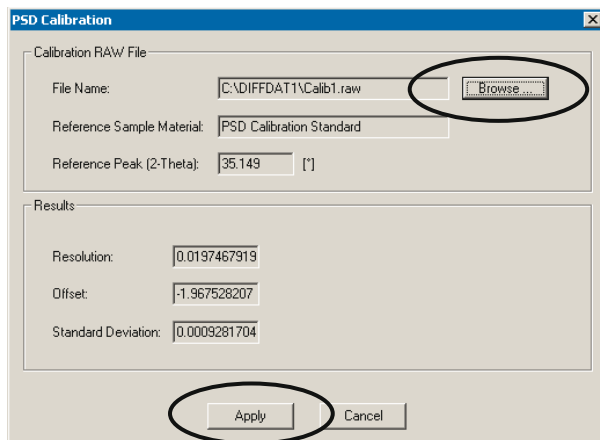 PSD Calibration
Calibration RAW File
File Name: C:\DIFFDAT1\Calib1.raw Browse ...
Reference Sample Material: PSD Calibration Standard
Reference Peak (2-Theta): 35.149 [°]
Results
Resolution: 0.0197467919
Offset: -1.967528207
Standard Deviation: 0.0009281704
Apply Cancel